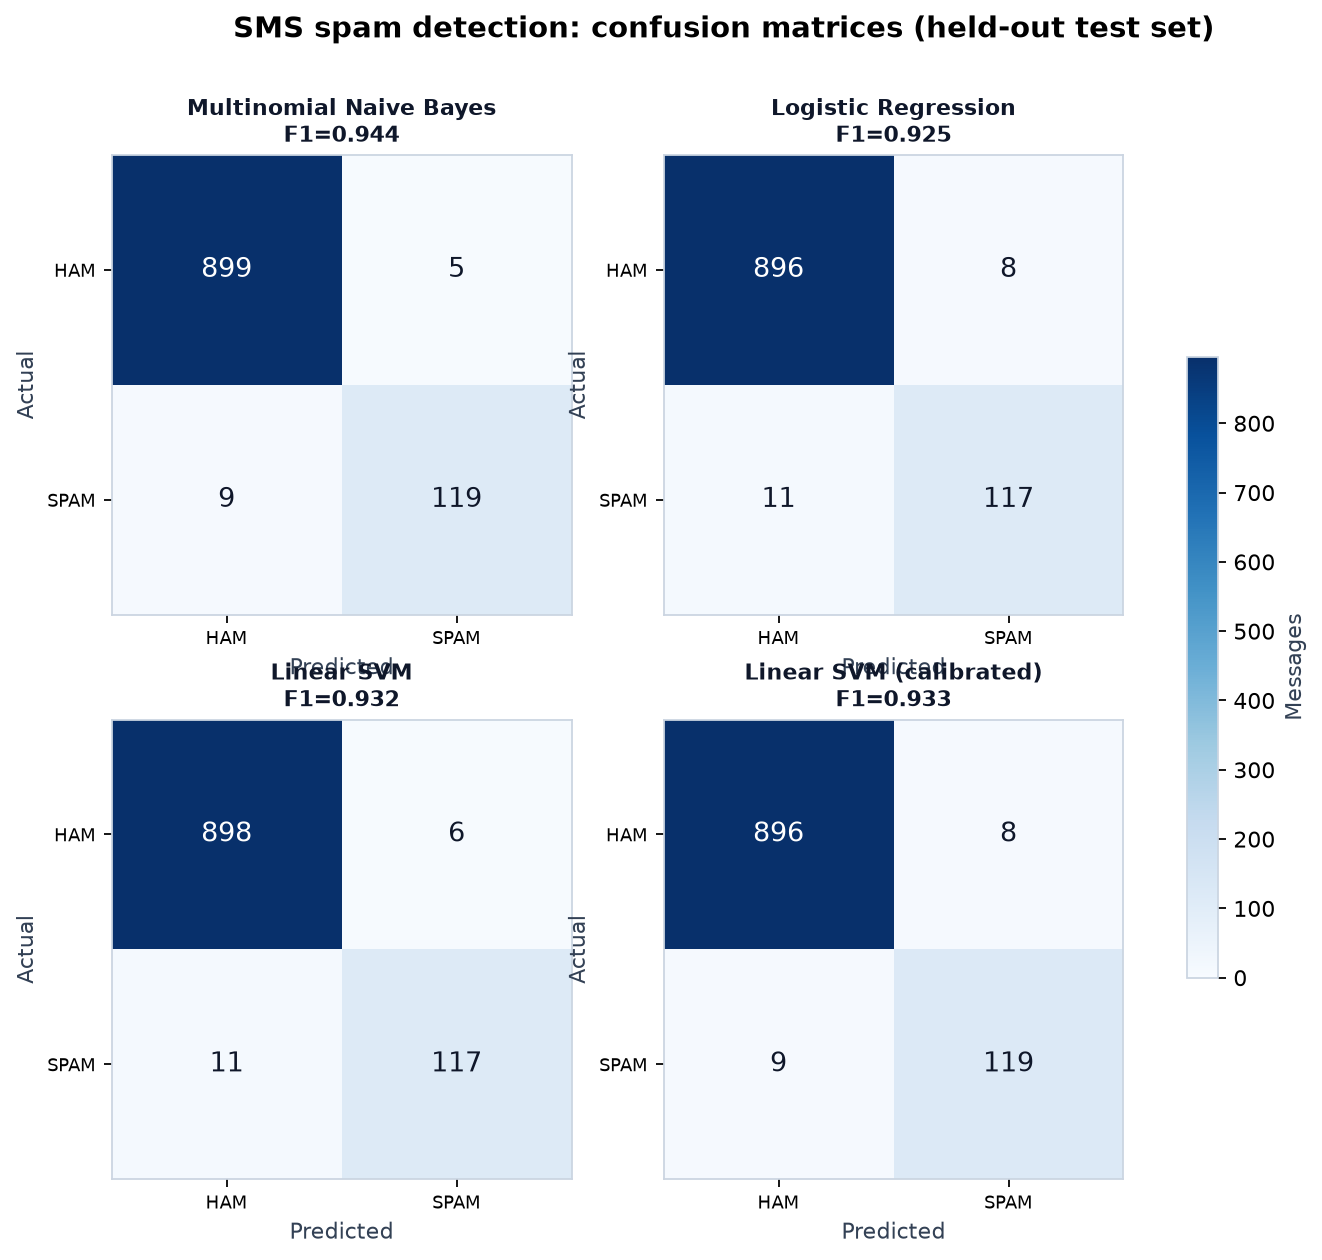 SMS spam detection: confusion matrices (held-out test set)
Multinomial Naive Bayes
F1=0.944
Actual
HAM
899
5
SPAM
9
119
HAM
SPAM
Predicted
Logistic Regression
F1=0.925
Actual
HAM
896
8
SPAM
11
117
HAM
SPAM
Predicted
Linear SVM
F1=0.932
Actual
HAM
898
6
SPAM
11
117
HAM
SPAM
Predicted
Linear SVM (calibrated)
F1=0.933
Actual
HAM
896
8
SPAM
9
119
HAM
SPAM
Predicted
800
700
600
500
400
300
200
100
0
Messages